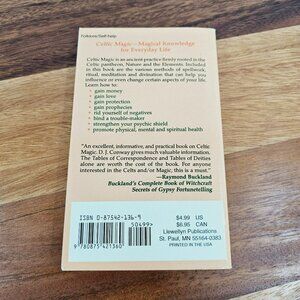 Folklore/Self-help
Celtic Magic—Magical Knowledge
for Everyday Life
Celtic Magic is an ancient practice firmly rooted in the
Celtic pantheon, Nature and the Elements. Included in
this book are the various methods of spellwork,
ritual, meditation and divination that can help you
influence or even change certain aspects of your life.
Learn how to:
• gain money
• gain love
• gain protection
• gain prophecies
• rid yourself of negatives
• bind a trouble-maker
• strengthen your psychic shield
• promote physical, mental and spiritual health
"An excellent, informative, and practical book on Celtic
Magic. D. J. Conway has given much valuable information.
The Tables of Correspondence and Tables of Deities
alone are worth the cost of the book. For anyone
interested in the Celts and/or Magic, this is a must."
—Raymond Buckland
Buckland's Complete Book of Witchcraft
Secrets of Gypsy Fortunetelling
ISBN 0-87542-136-9
50499>
9 780875 421360
$4.99 US
$6.95 CAN
Llewellyn Publications
St. Paul, MN 55164-0383
PRINTED IN THE USA